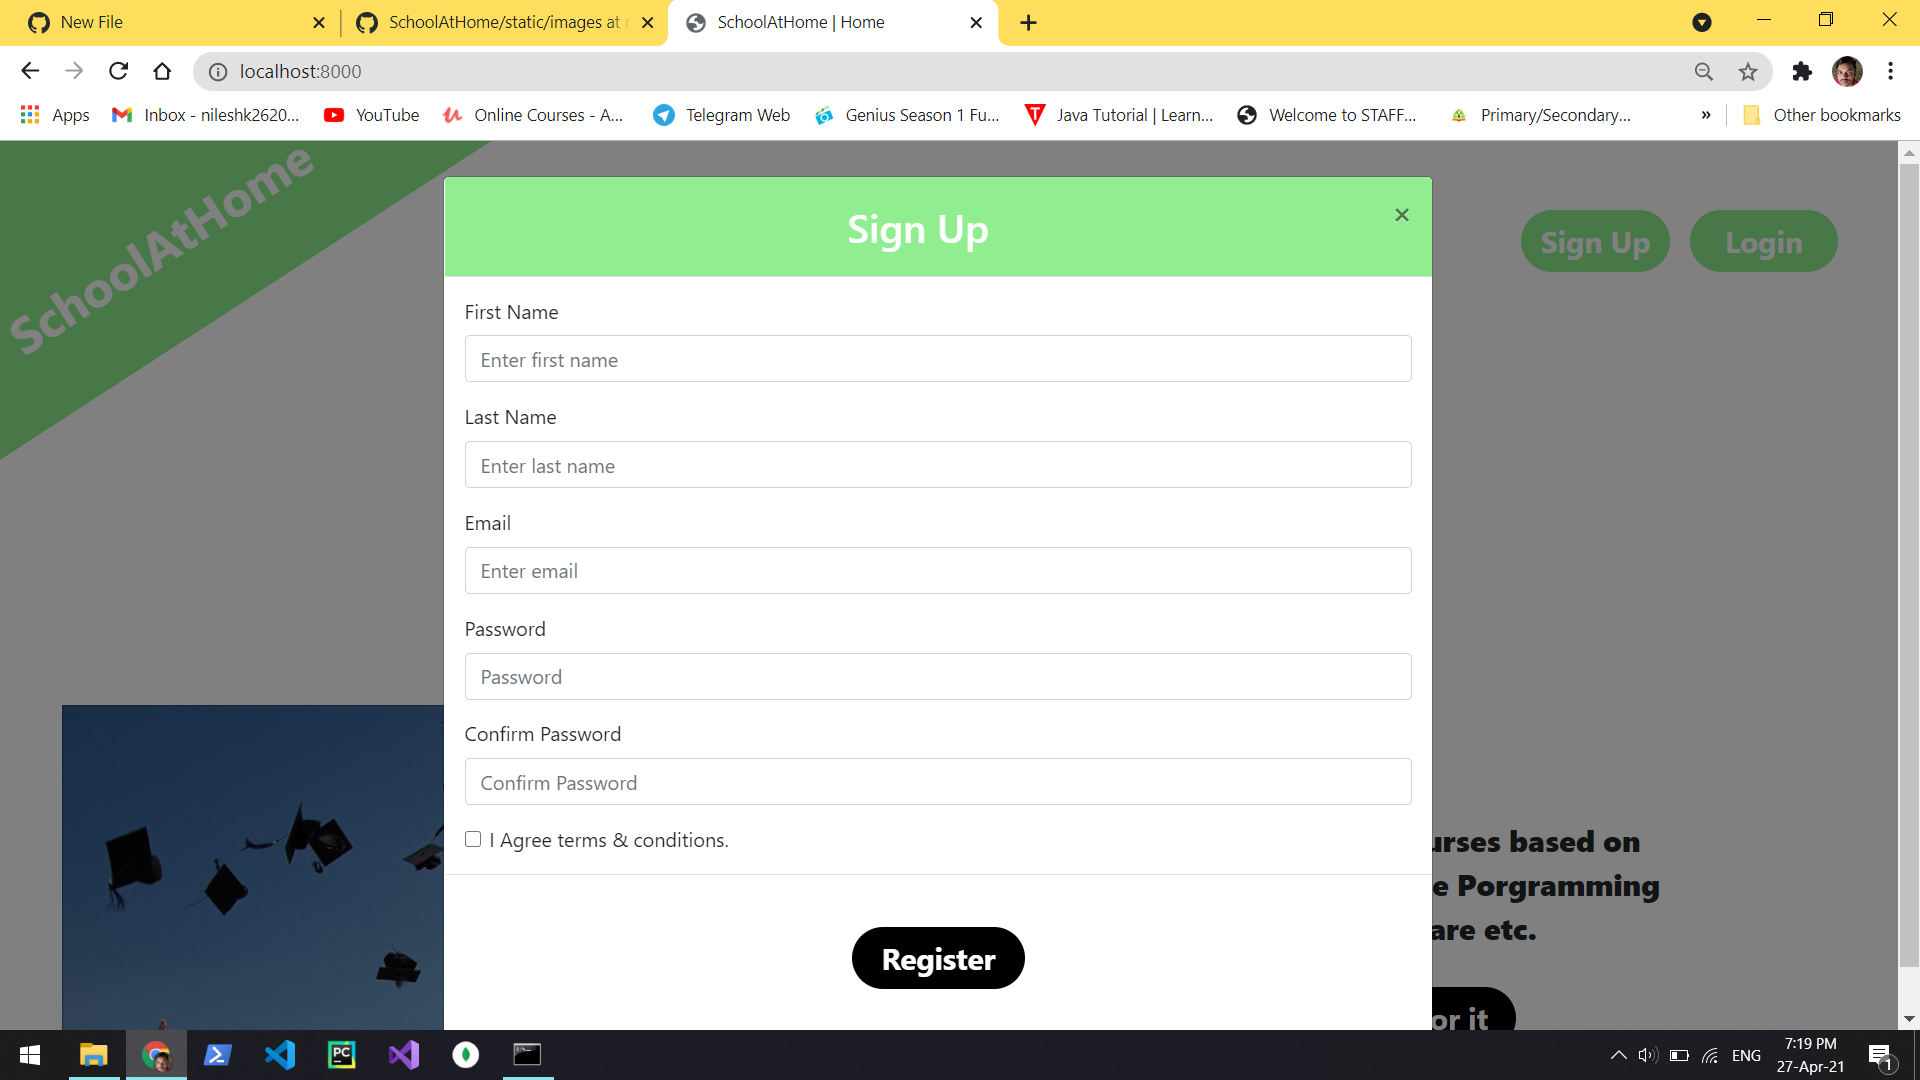 New File
SchoolAtHome/static/images at
SchoolAtHome | Home
localhost:8000
Apps
Inbox - nileshk2620...
YouTube
Online Courses - A...
Telegram Web
Genius Season 1 Fu...
Java Tutorial | Learn...
Welcome to STAFF...
Primary/Secondary...
»
Other bookmarks
SchoolAtHome
Sign Up
×
Sign Up
Login
First Name
Enter first name
Last Name
Enter last name
Email
Enter email
Password
Password
Confirm Password
Confirm Password
I Agree terms & conditions.
urses based on
e Porgramming
are etc.
Register
or it
PC
ENG
7:19 PM
27-Apr-21
1